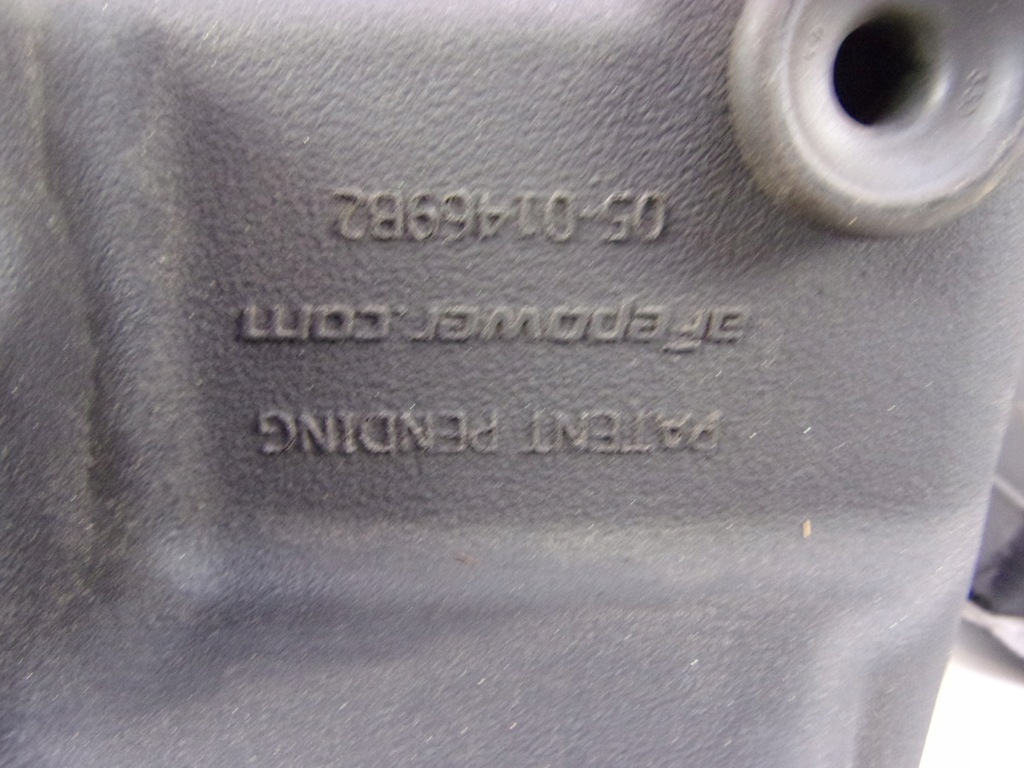 PATENT PENDING
aFepower.com
05-01469B2